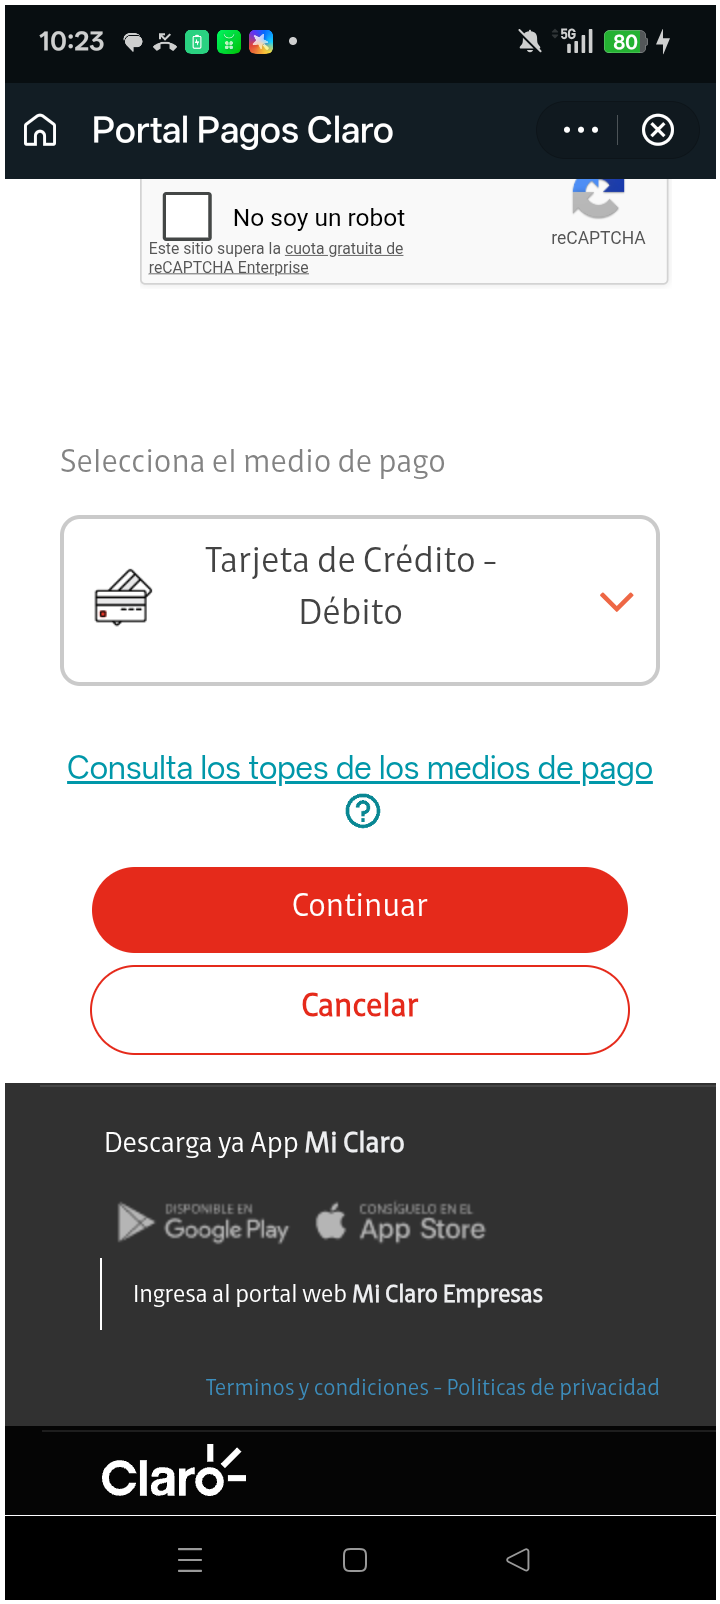 10:23
5G
80
Portal Pagos Claro
No soy un robot
reCAPTCHA
Este sitio supera la cuota gratuita de
reCAPTCHA Enterprise
Selecciona el medio de pago
Tarjeta de Crédito -
Débito
Consulta los topes de los medios de pago
Continuar
Cancelar
Descarga ya App Mi Claro
DISPONIBLE EN
Google Play
CONSÍGUELO EN EL
App Store
Ingresa al portal web Mi Claro Empresas
Terminos y condiciones - Politicas de privacidad
Claro